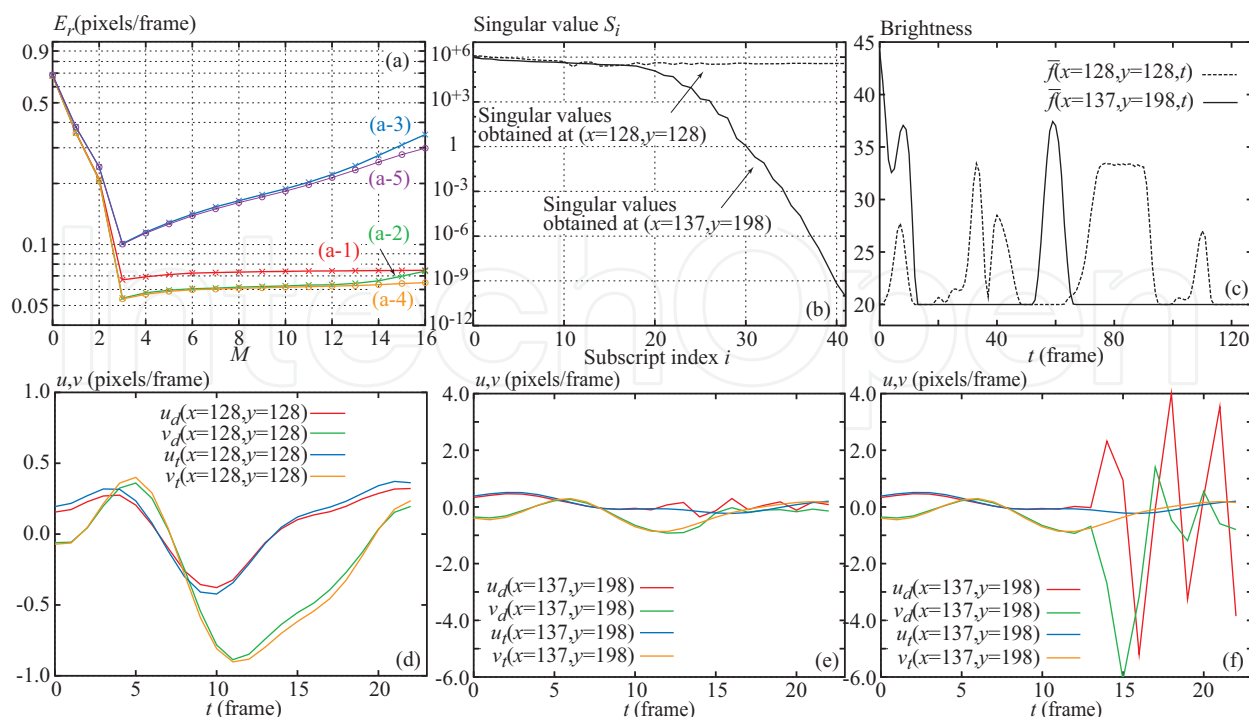 E_r(pixels/frame)
0.9
0.5
0.1
0.05
(a)
(a-3)
(a-5)
(a-2)
(a-1)
(a-4)
0 2 4 6 8 10 12 14 16
M
Singular value S_i
10+6
10+3
1
10-3
10-6
10-9
10-12
Singular values
obtained at (x=128,y=128)
Singular values
obtained at (x=137,y=198)
(b)
0 10 20 30 40
Subscript index i
Brightness
45
40
35
30
25
20
f̅(x=128,y=128,t)
f̅(x=137,y=198,t)
(c)
0 40 80 120
t (frame)
InTechOpen
u,v (pixels/frame)
1.0
0.5
0.0
-0.5
-1.0
u_d(x=128,y=128)
v_d(x=128,y=128)
u_t(x=128,y=128)
v_t(x=128,y=128)
(d)
0 5 10 15 20
t (frame)
u,v (pixels/frame)
4.0
2.0
0.0
-2.0
-4.0
-6.0
u_d(x=137,y=198)
v_d(x=137,y=198)
u_t(x=137,y=198)
v_t(x=137,y=198)
(e)
0 5 10 15 20
t (frame)
u,v (pixels/frame)
4.0
2.0
0.0
-2.0
-4.0
-6.0
u_d(x=137,y=198)
v_d(x=137,y=198)
u_t(x=137,y=198)
v_t(x=137,y=198)
(f)
0 5 10 15 20
t (frame)